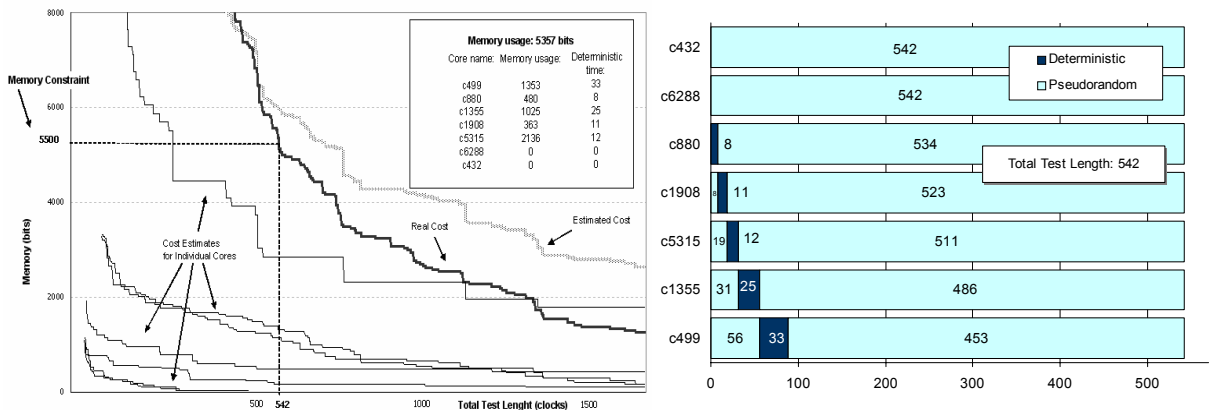 8000
Memory Constraint
6000
5500
4000
Memory (bits)
2000
0
Memory usage: 5357 bits
Core name: Memory usage: Deterministic time:
c499 1353 33
c880 480 8
c1355 1025 25
c1908 363 11
c5315 2136 12
c6288 0 0
c432 0 0
Cost Estimates
for Individual Cores
Real Cost
Estimated Cost
500 542 1000 Total Test Lenght (clocks) 1500
c432 542
c6288 542
c880 8 534
c1908 8 11 523
c5315 19 12 511
c1355 31 25 486
c499 56 33 453
Deterministic
Pseudorandom
Total Test Length: 542
0 100 200 300 400 500